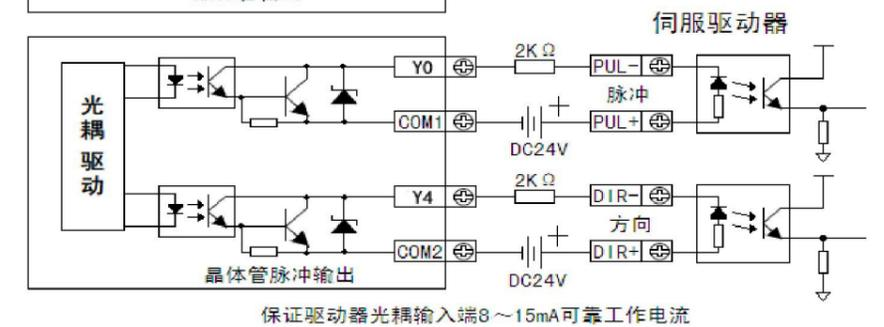 伺服驱动器
光耦驱动
Y0
2KΩ
PUL-
脉冲
COM1
DC24V
PUL+
Y4
2KΩ
DIR-
方向
COM2
DC24V
DIR+
晶体管脉冲输出
保证驱动器光耦输入端8～15mA可靠工作电流